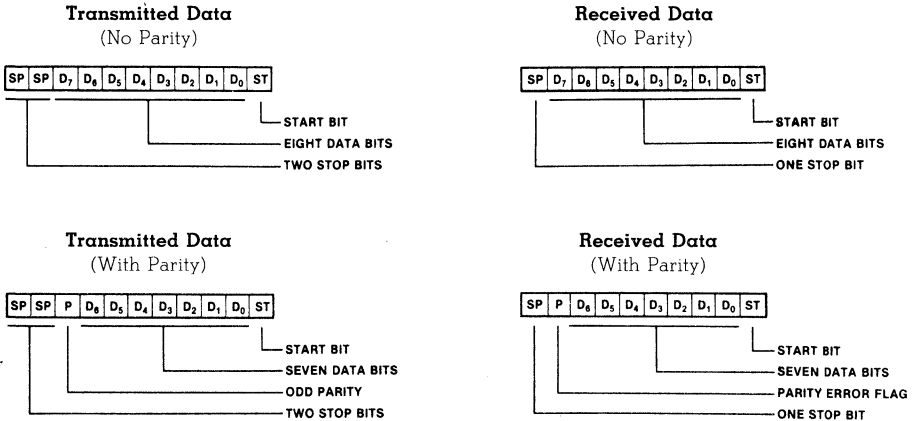 Transmitted Data
(No Parity)
SP SP D7 D6 D5 D4 D3 D2 D1 D0 ST
START BIT
EIGHT DATA BITS
TWO STOP BITS
Received Data
(No Parity)
SP D7 D6 D5 D4 D3 D2 D1 D0 ST
START BIT
EIGHT DATA BITS
ONE STOP BIT
Transmitted Data
(With Parity)
SP SP P D6 D5 D4 D3 D2 D1 D0 ST
START BIT
SEVEN DATA BITS
ODD PARITY
TWO STOP BITS
Received Data
(With Parity)
SP P D6 D5 D4 D3 D2 D1 D0 ST
START BIT
SEVEN DATA BITS
PARITY ERROR FLAG
ONE STOP BIT